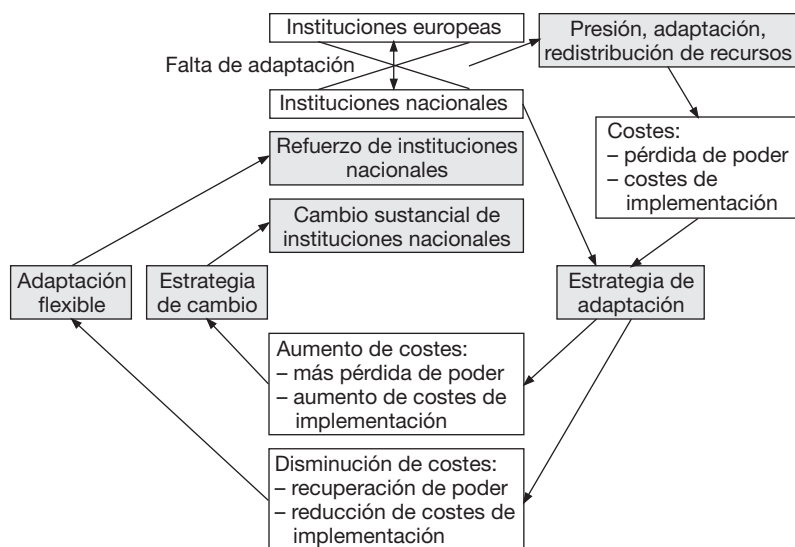 Instituciones europeas
Falta de adaptación
Instituciones nacionales
Presión, adaptación,
redistribución de recursos
Costes:
– pérdida de poder
– costes de
implementación
Refuerzo de instituciones
nacionales
Cambio sustancial de
instituciones nacionales
Adaptación
flexible
Estrategia
de cambio
Estrategia de
adaptación
Aumento de costes:
– más pérdida de poder
– aumento de costes de
implementación
Disminución de costes:
– recuperación de poder
– reducción de costes de
implementación